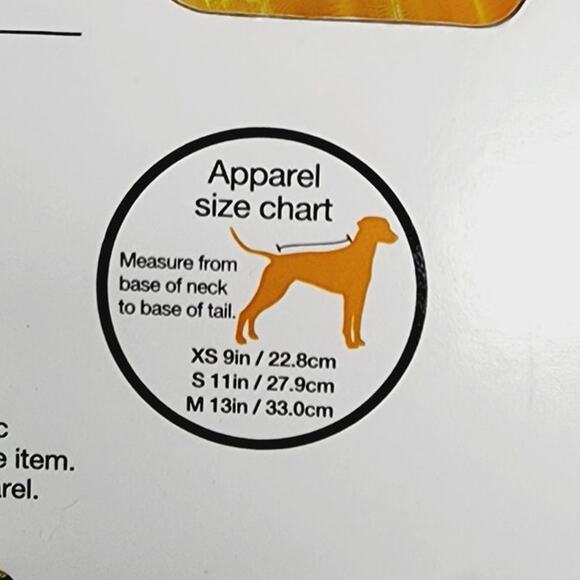 Apparel
size chart
Measure from
base of neck
to base of tail.
XS 9in / 22.8cm
S 11in / 27.9cm
M 13in / 33.0cm
item.